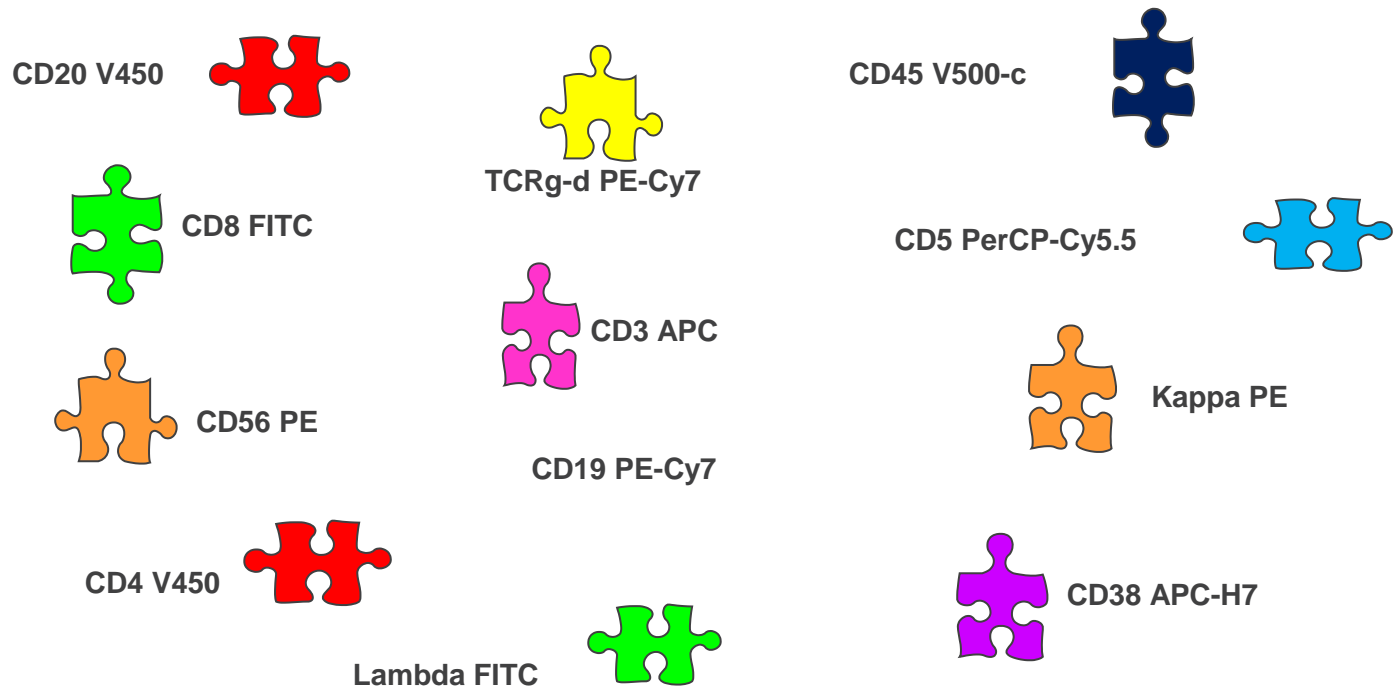 CD20 V450
CD45 V500-c
TCRg-d PE-Cy7
CD8 FITC
CD5 PerCP-Cy5.5
CD3 APC
Kappa PE
CD56 PE
CD19 PE-Cy7
CD4 V450
CD38 APC-H7
Lambda FITC